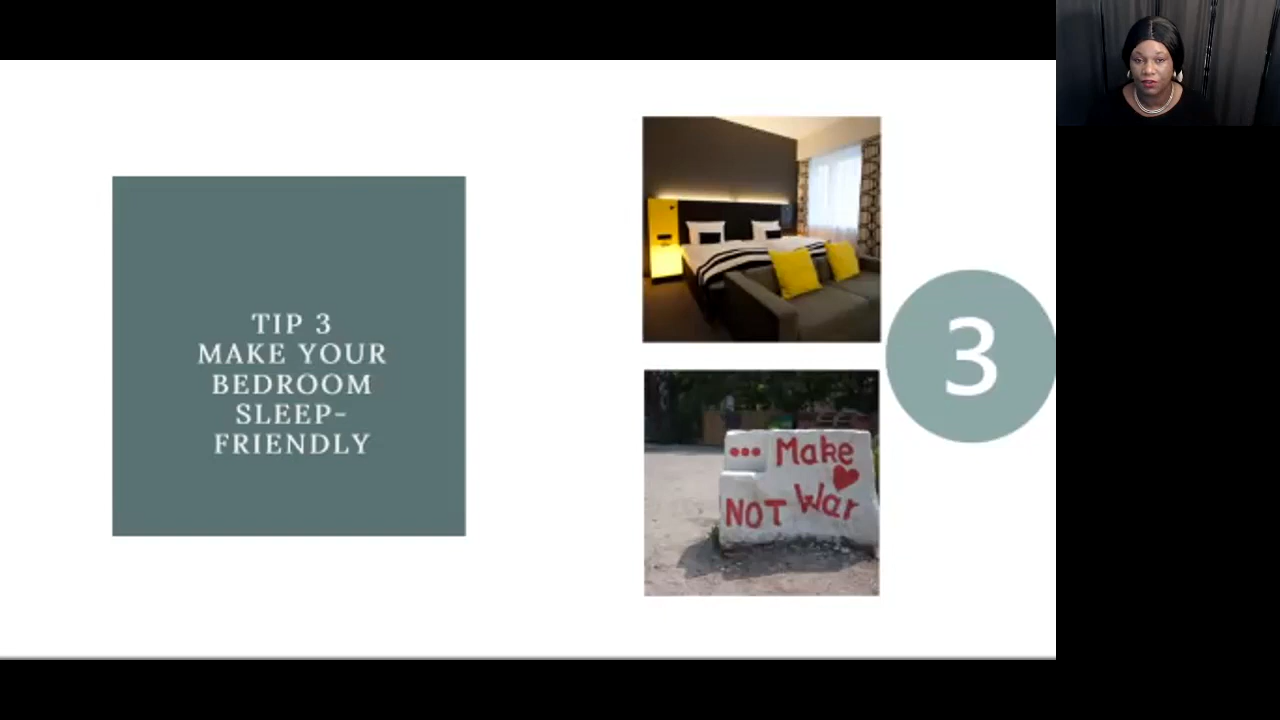 TIP 3
MAKE YOUR
BEDROOM
SLEEP-
FRIENDLY
... Make
NOT War
3